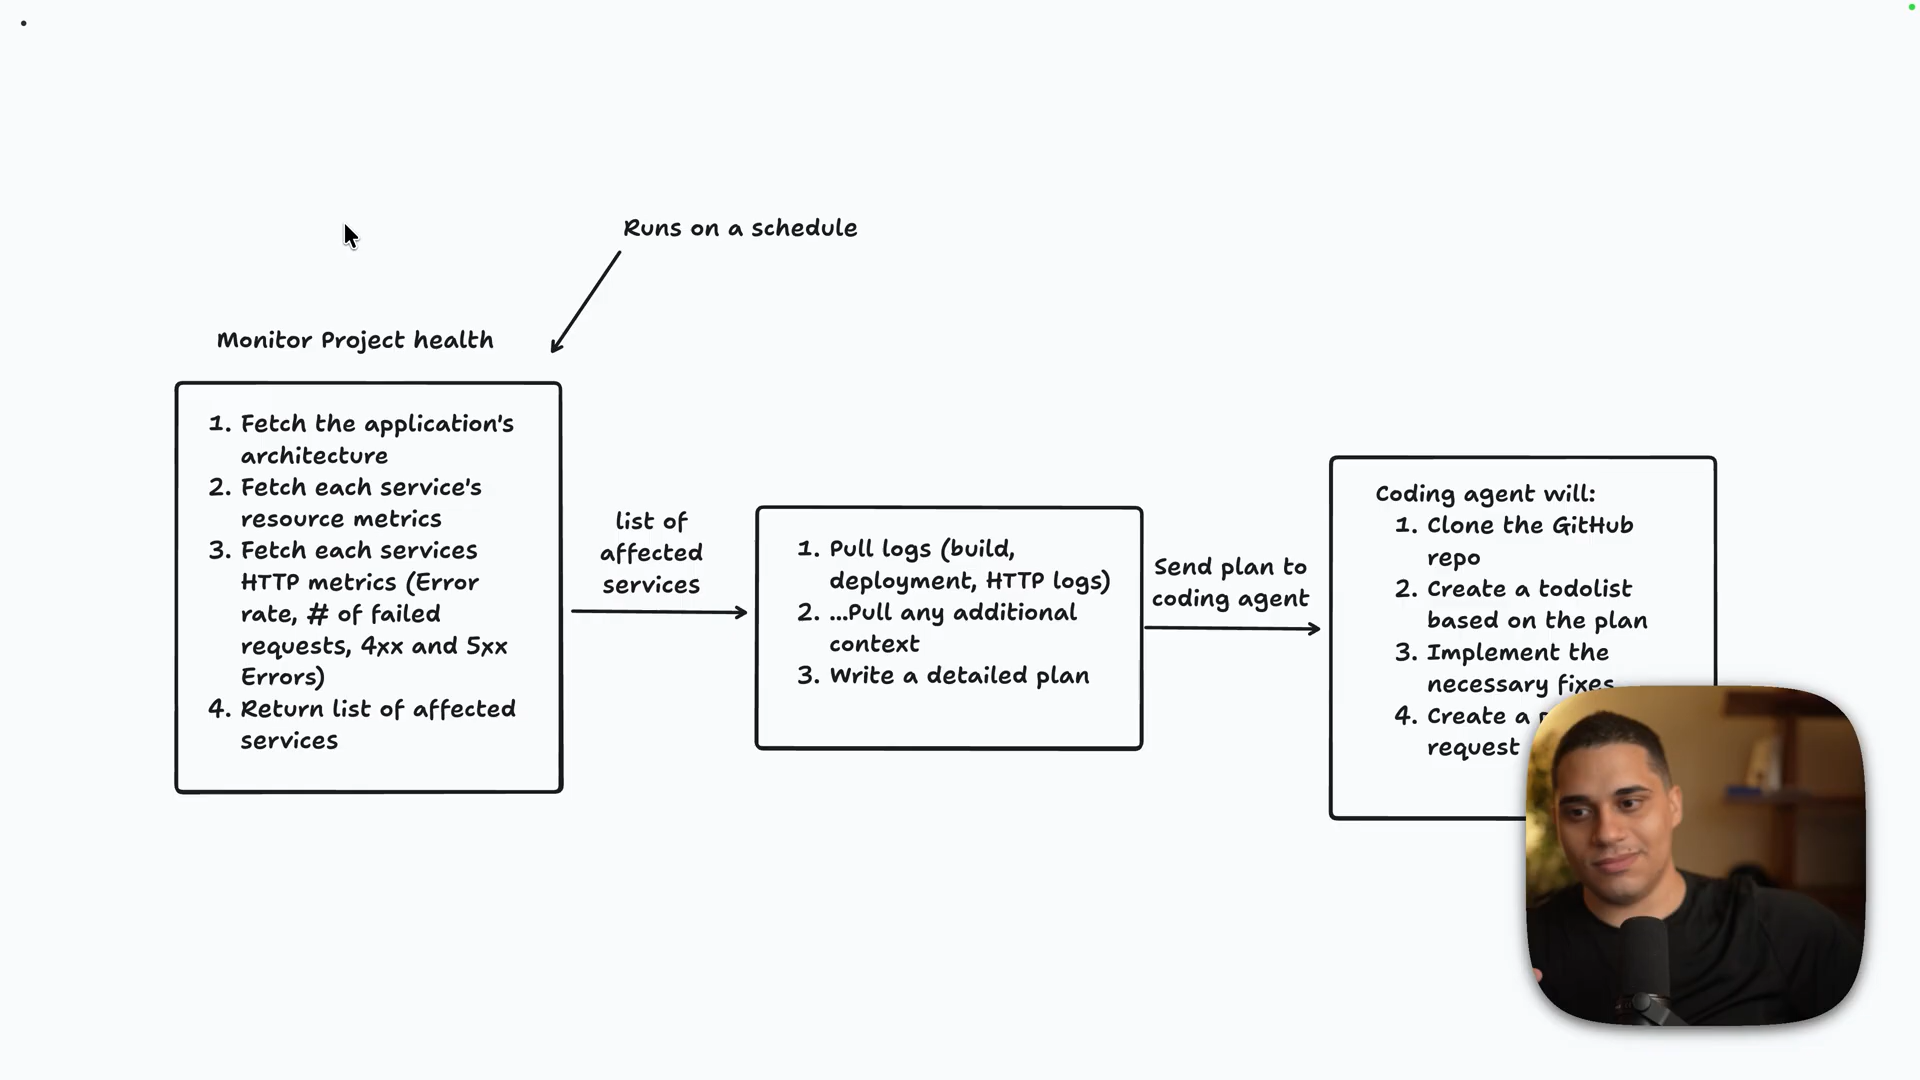 Runs on a schedule
Monitor Project health
1. Fetch the application's
architecture
2. Fetch each service's
resource metrics
3. Fetch each services
HTTP metrics (Error
rate, # of failed
requests, 4xx and 5xx
Errors)
4. Return list of affected
services
list of
affected
services
1. Pull logs (build,
deployment, HTTP logs)
2. ...Pull any additional
context
3. Write a detailed plan
Send plan to
coding agent
Coding agent will:
1. Clone the GitHub
repo
2. Create a todolist
based on the plan
3. Implement the
necessary fixes
4. Create a
request